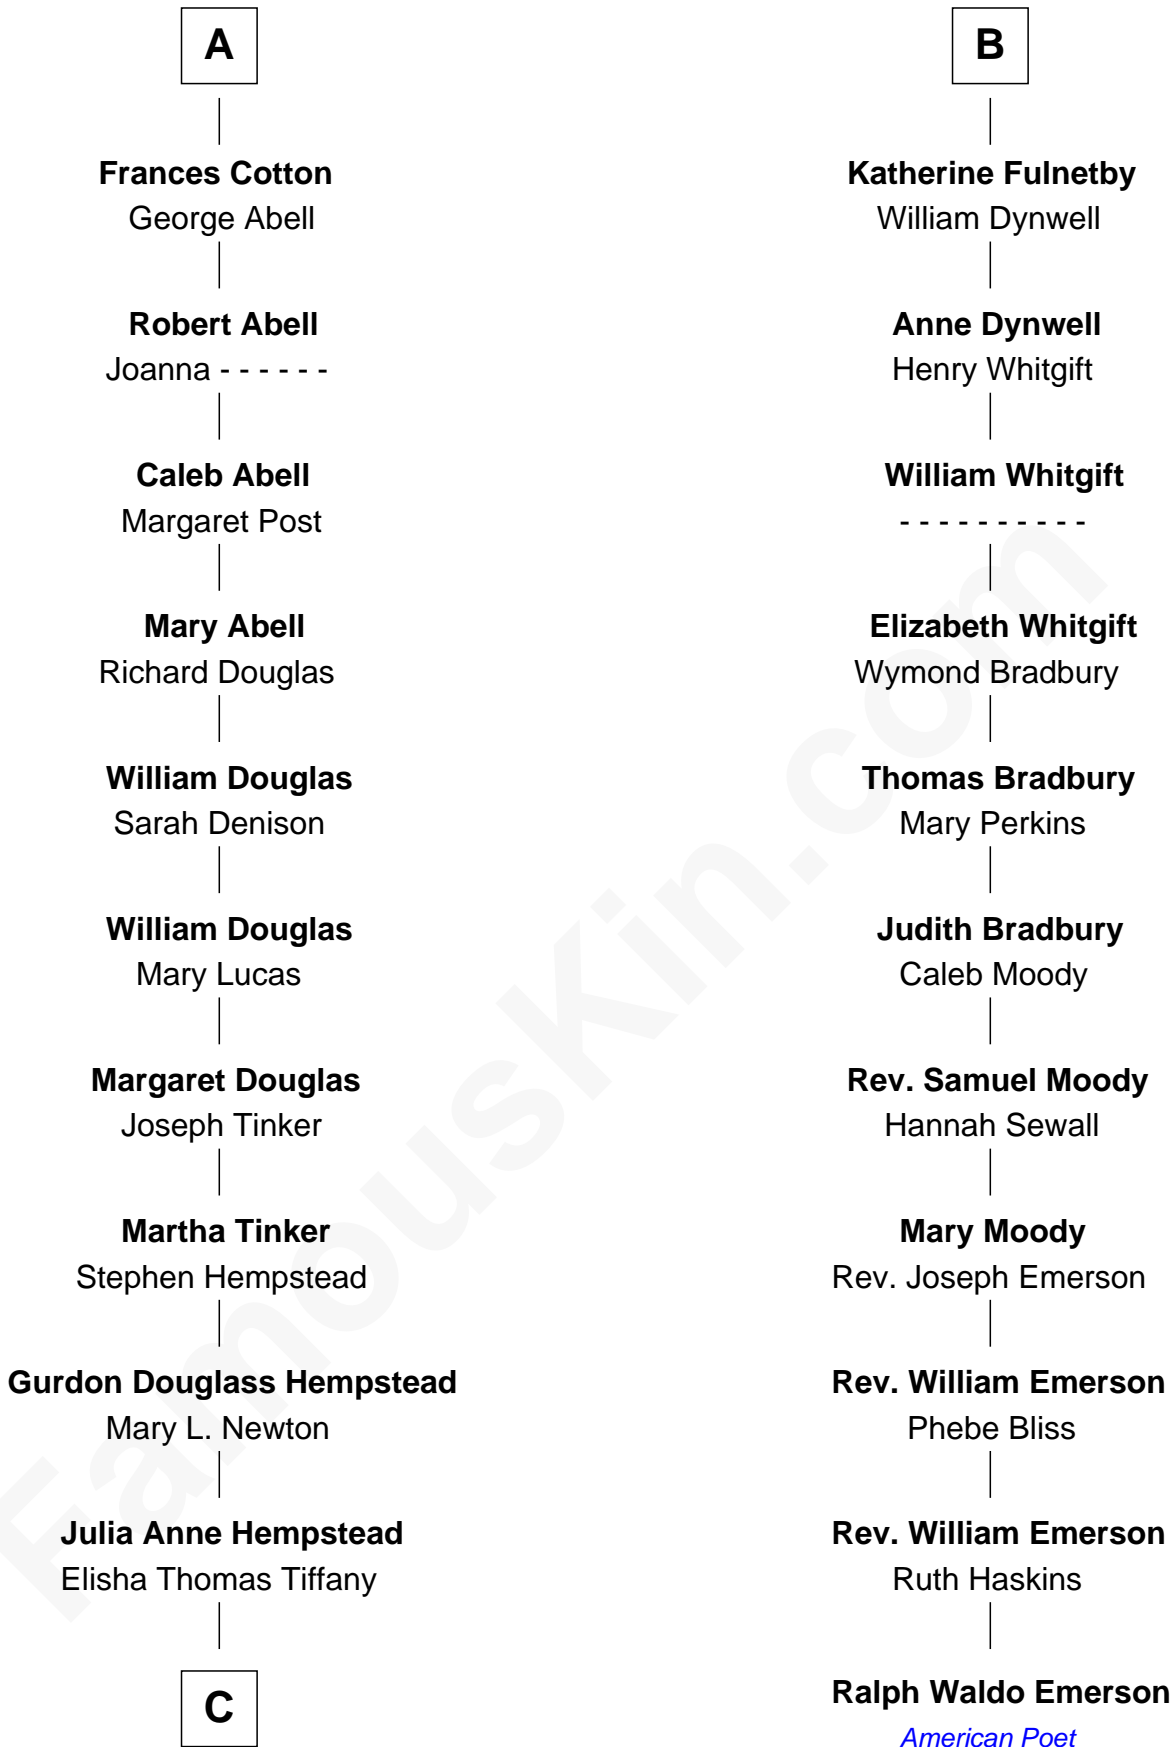 A
Frances Cotton
George Abell
Robert Abell
Joanna - - - - - -
Caleb Abell
Margaret Post
Mary Abell
Richard Douglas
William Douglas
Sarah Denison
William Douglas
Mary Lucas
Margaret Douglas
Joseph Tinker
Martha Tinker
Stephen Hempstead
Gurdon Douglass Hempstead
Mary L. Newton
Julia Anne Hempstead
Elisha Thomas Tiffany
C
B
Katherine Fulnetby
William Dynwell
Anne Dynwell
Henry Whitgift
William Whitgift
- - - - - - - - - -
Elizabeth Whitgift
Wymond Bradbury
Thomas Bradbury
Mary Perkins
Judith Bradbury
Caleb Moody
Rev. Samuel Moody
Hannah Sewall
Mary Moody
Rev. Joseph Emerson
Rev. William Emerson
Phebe Bliss
Rev. William Emerson
Ruth Haskins
Ralph Waldo Emerson
American Poet
FamousKin.com